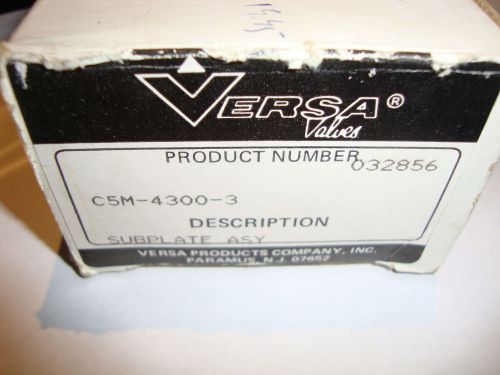 VERSA®
Valves
PRODUCT NUMBER
032856
C5M-4300-3
DESCRIPTION
SUBPLATE ASY
VERSA PRODUCTS COMPANY, INC.
PARAMUS, N.J. 07652